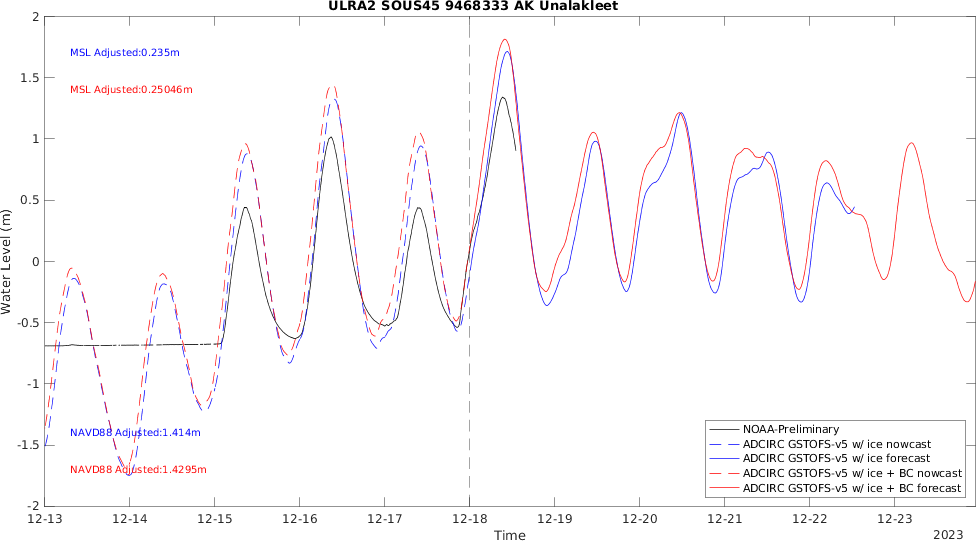 ULRA2 SOUS45 9468333 AK Unalakleet
2
1.5
1
0.5
0
-0.5
-1
-1.5
-2
Water Level (m)
MSL Adjusted:0.235m
MSL Adjusted:0.25046m
NAVD88 Adjusted:1.414m
NAVD88 Adjusted:1.4295m
NOAA-Preliminary
ADCIRC GSTOFS-v5 w/ ice nowcast
ADCIRC GSTOFS-v5 w/ ice forecast
ADCIRC GSTOFS-v5 w/ ice + BC nowcast
ADCIRC GSTOFS-v5 w/ ice + BC forecast
12-13 12-14 12-15 12-16 12-17 12-18 12-19 12-20 12-21 12-22 12-23
Time
2023